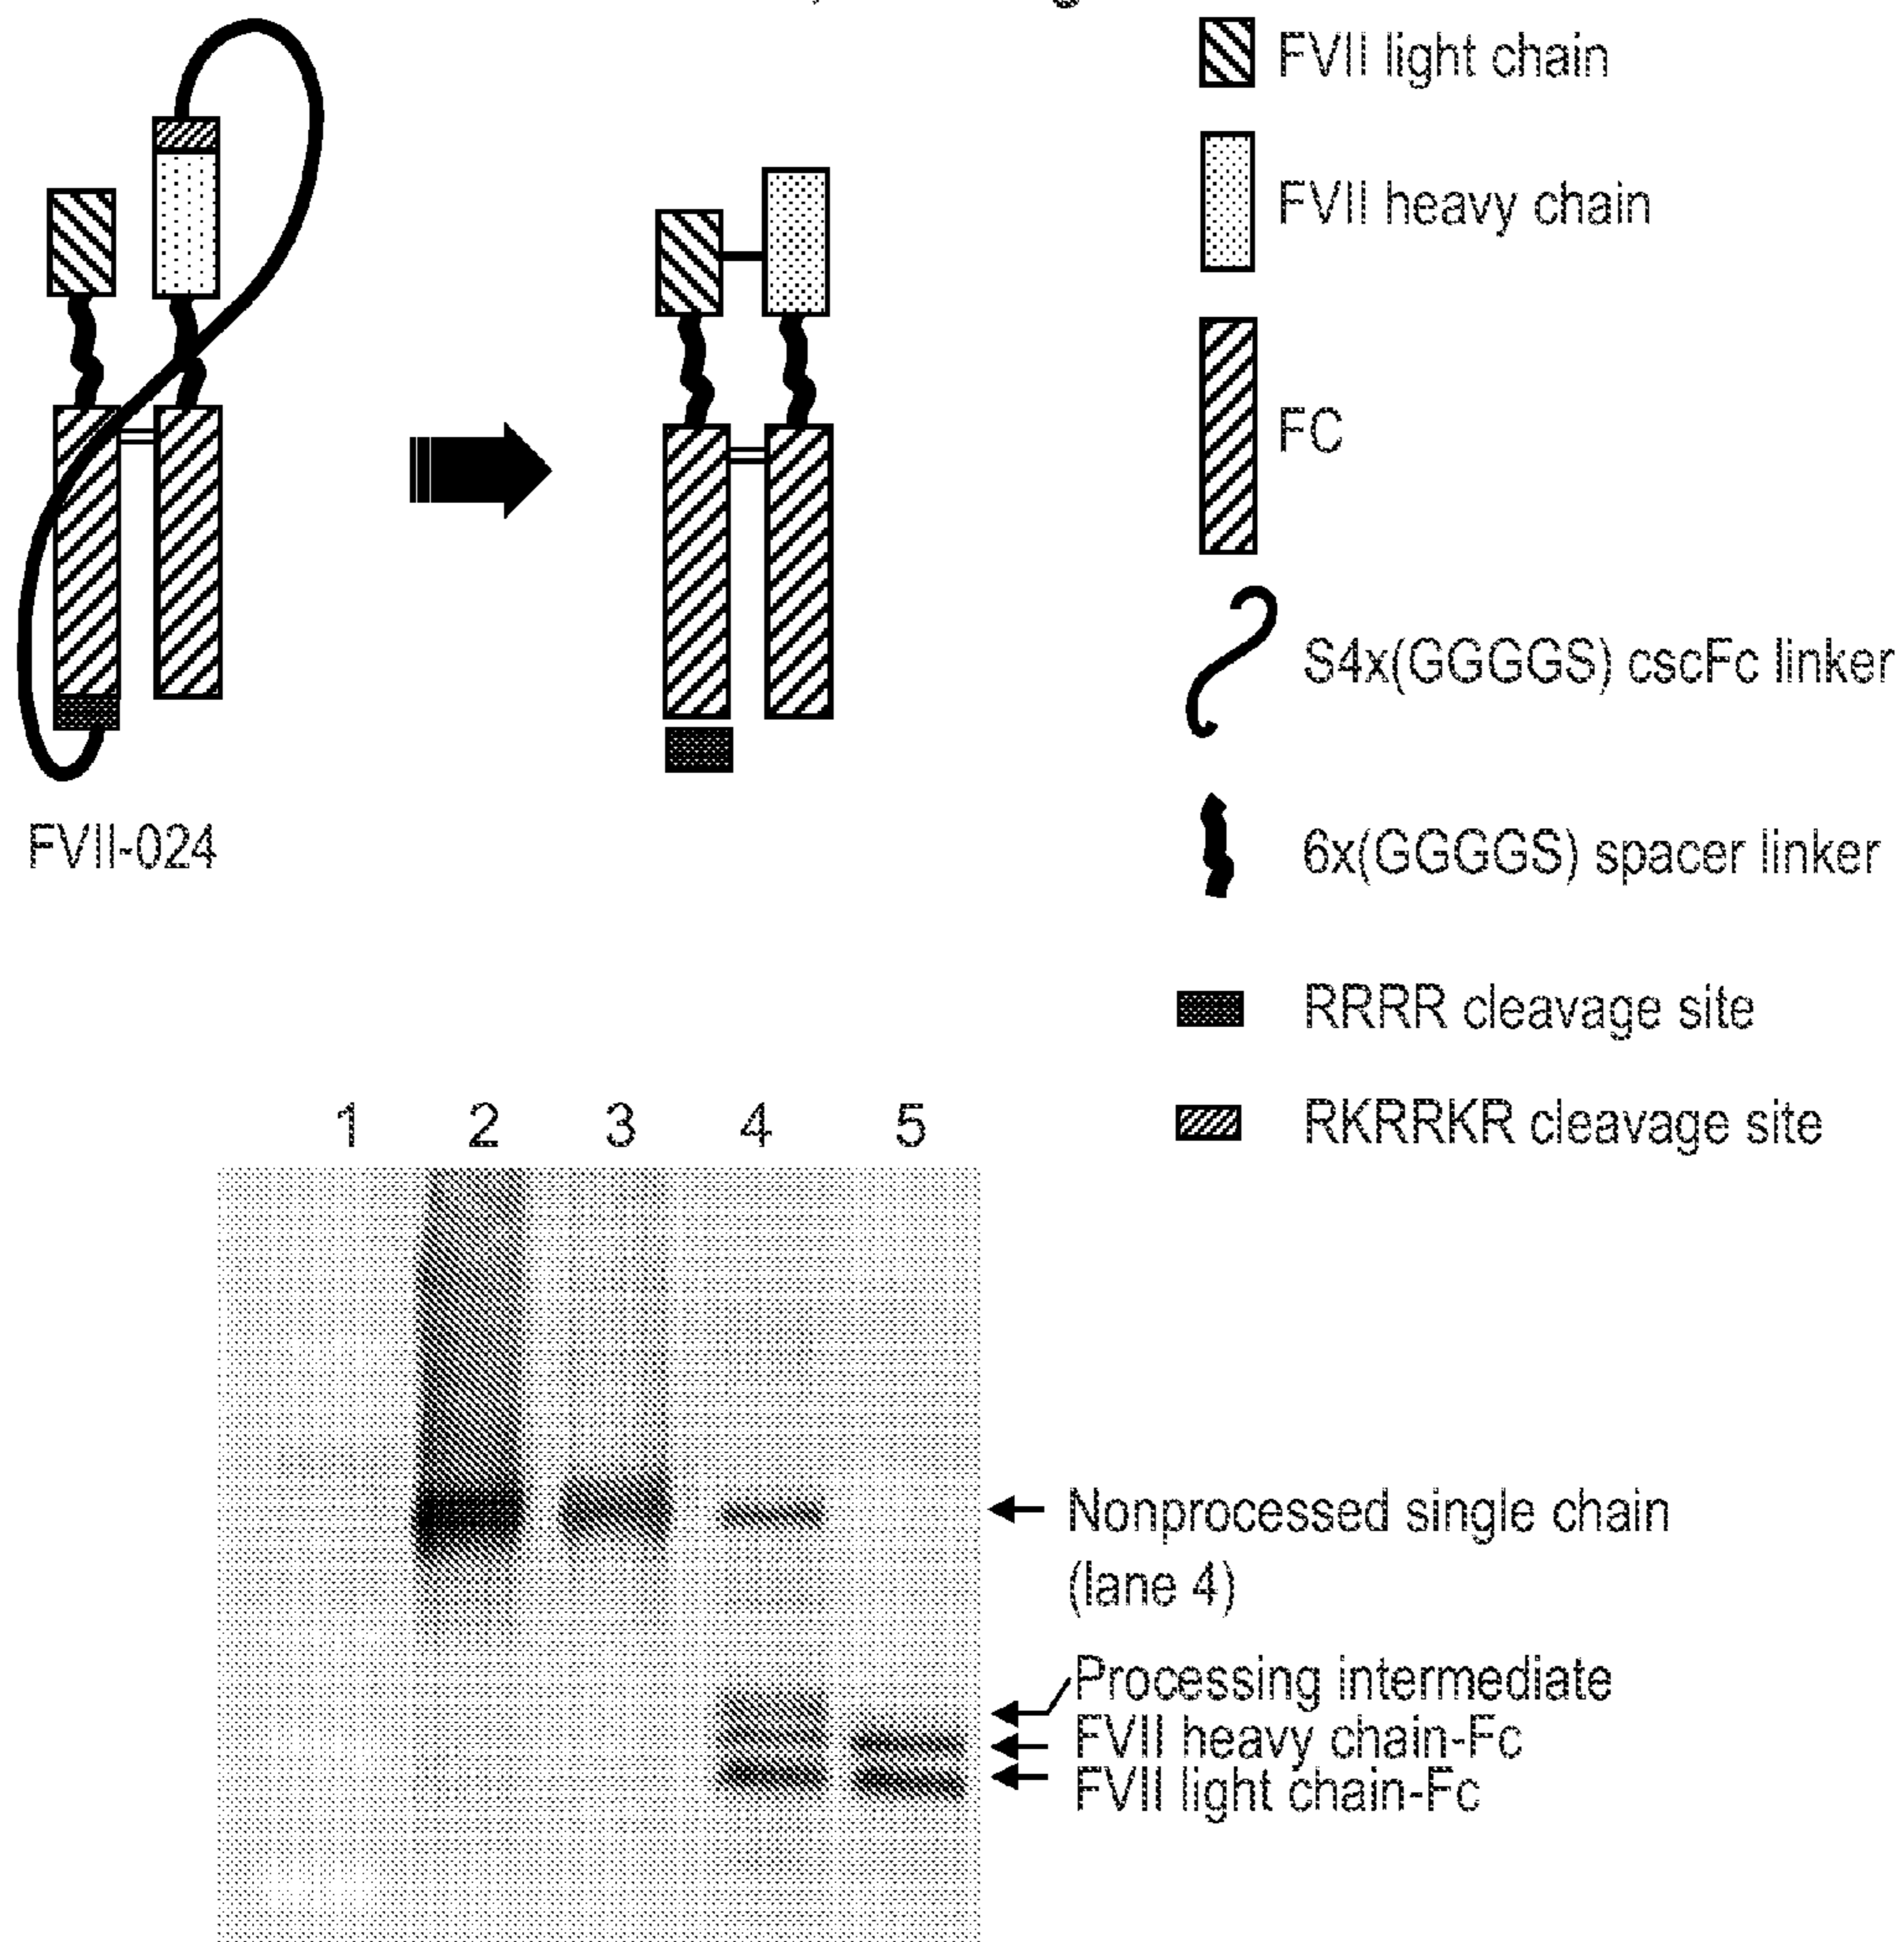 FVII light chain
FVII heavy chain
FC
S4x(GGGGS) cscFc linker
6x(GGGGS) spacer linker
RRRR cleavage site
RKRRKR cleavage site
FVII-024
1 2 3 4 5
Nonprocessed single chain
(lane 4)
Processing intermediate
FVII heavy chain-Fc
FVII light chain-Fc